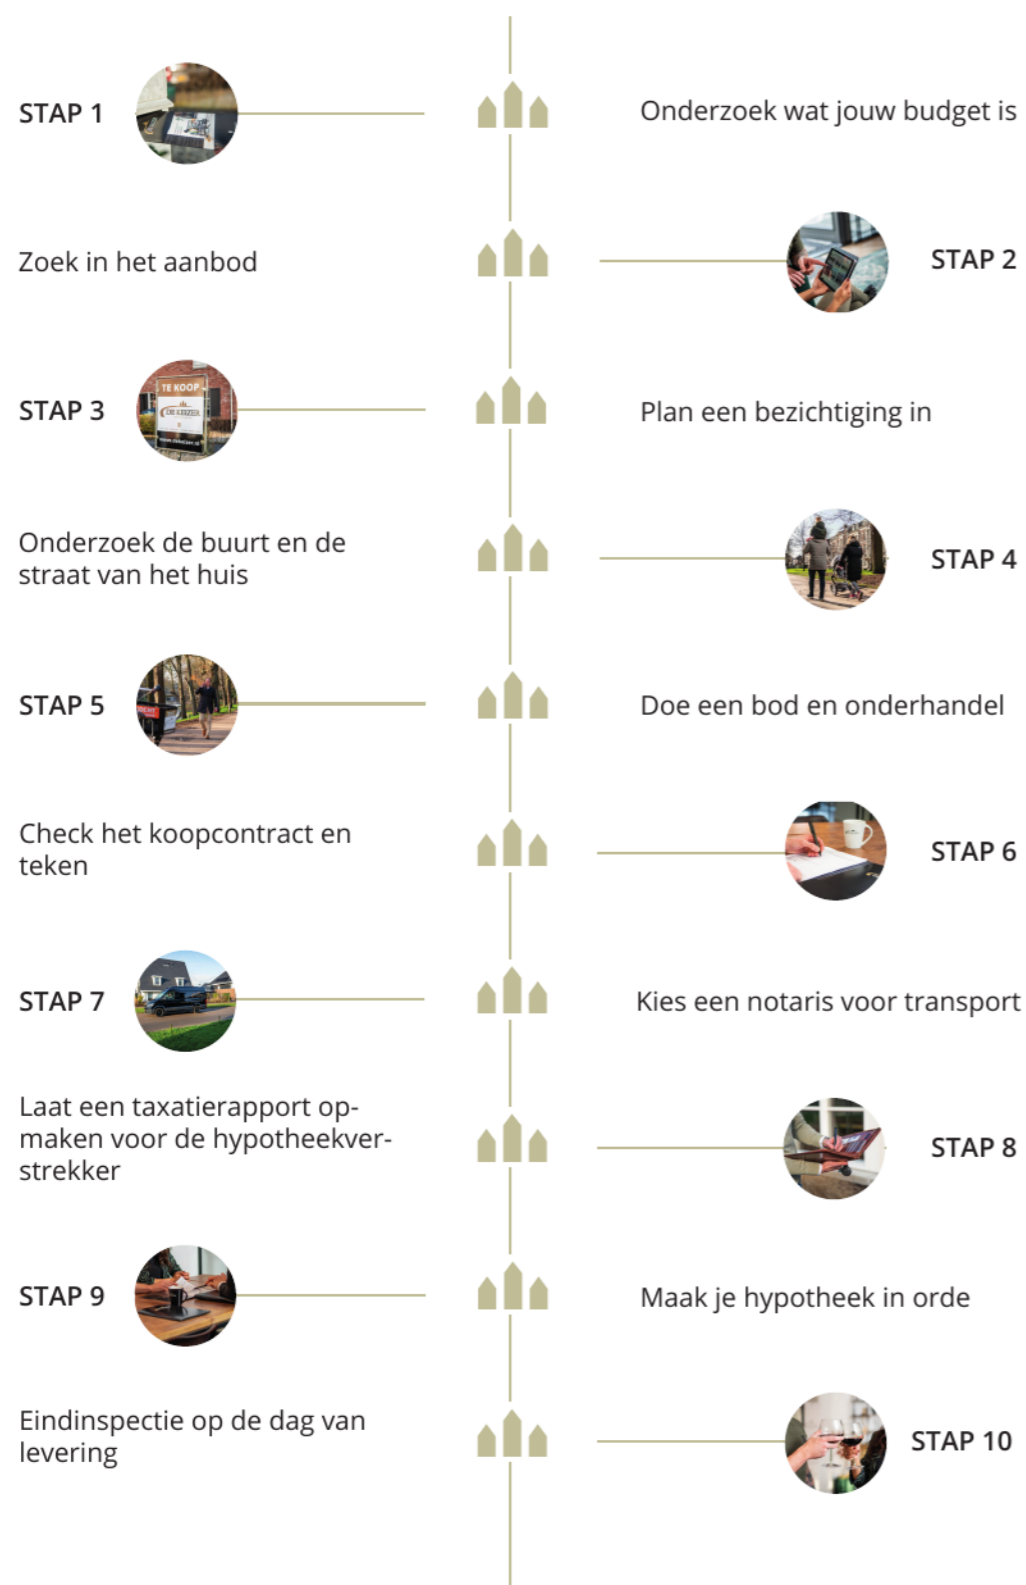 STAP 1
Onderzoek wat jouw budget is
Zoek in het aanbod
STAP 2
TE KOOP
DE KEIZER
STAP 3
Plan een bezichtiging in
Onderzoek de buurt en de
straat van het huis
STAP 4
STAP 5
Doe een bod en onderhandel
Check het koopcontract en
teken
STAP 6
STAP 7
Kies een notaris voor transport
Laat een taxatierapport op-
maken voor de hypotheekver-
strekker
STAP 8
STAP 9
Maak je hypotheek in orde
Eindinspectie op de dag van
levering
STAP 10